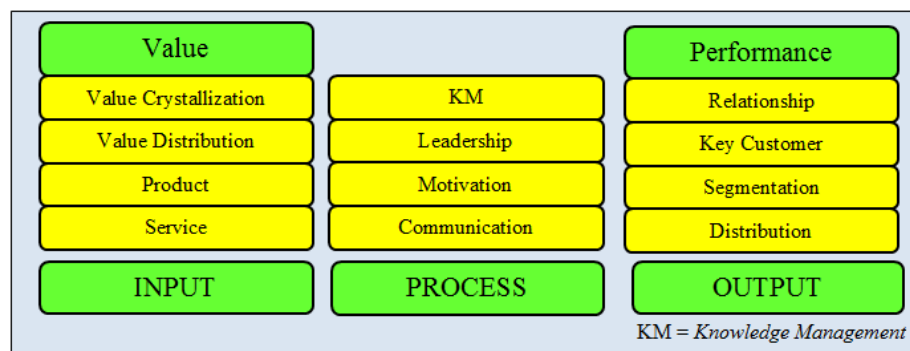 Value
Value Crystallization
Value Distribution
Product
Service
INPUT
KM
Leadership
Motivation
Communication
PROCESS
Performance
Relationship
Key Customer
Segmentation
Distribution
OUTPUT
KM = Knowledge Management